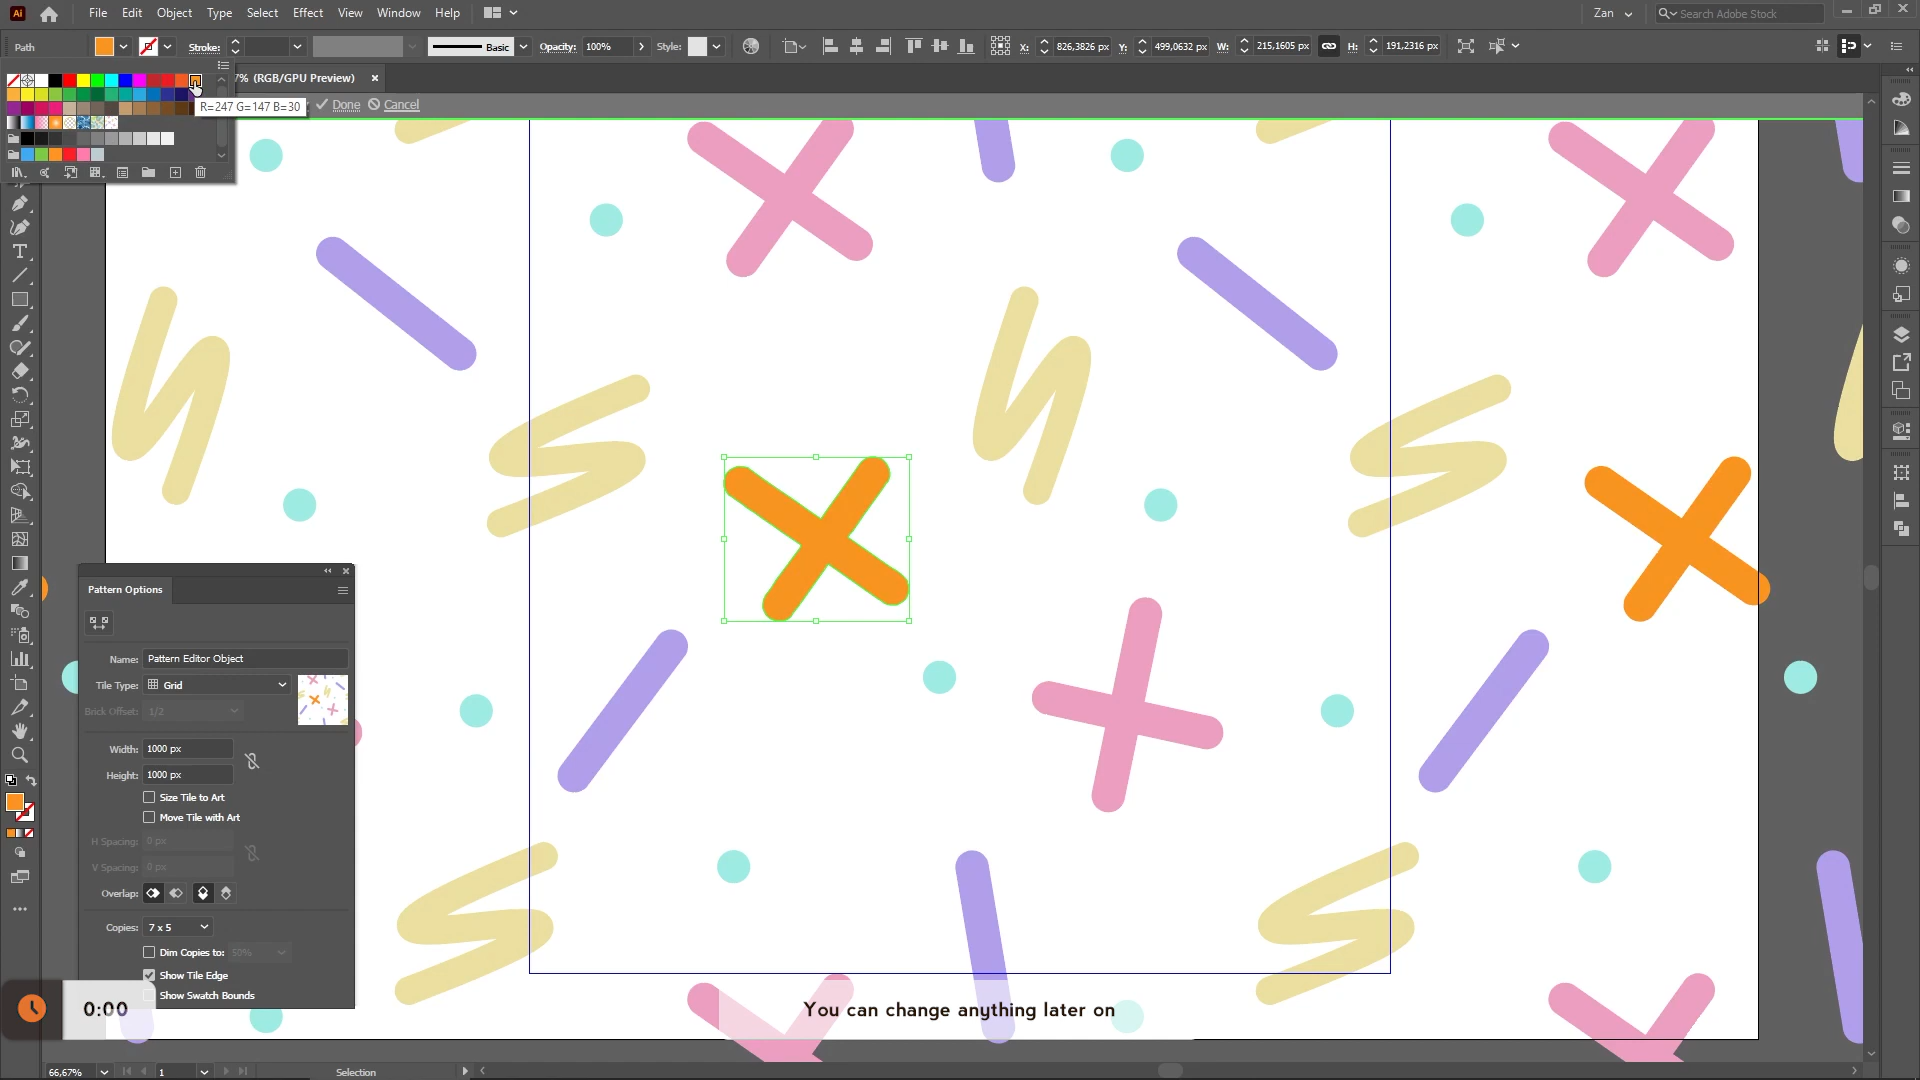 Ai File Edit Object Type Select Effect View Window Help Zan Search Adobe Stock
Path Stroke: Basic Opacity: 100% Style: X: 826,3826 px Y: 499,0632 px W: 215,1605 px H: 191,2316 px
7% (RGB/GPU Preview)
R=247 G=147 B=30 Done Cancel
Pattern Options
Name: Pattern Editor Object
Tile Type: Grid
Brick Offset: 1/2
Width: 1000 px
Height: 1000 px
Size Tile to Art
Move Tile with Art
H Spacing: 0 px
V Spacing: 0 px
Overlap:
Copies: 7 x 5
Dim Copies to: 50%
Show Tile Edge
Show Swatch Bounds
0:00
You can change anything later on
66,67% 1 Selection